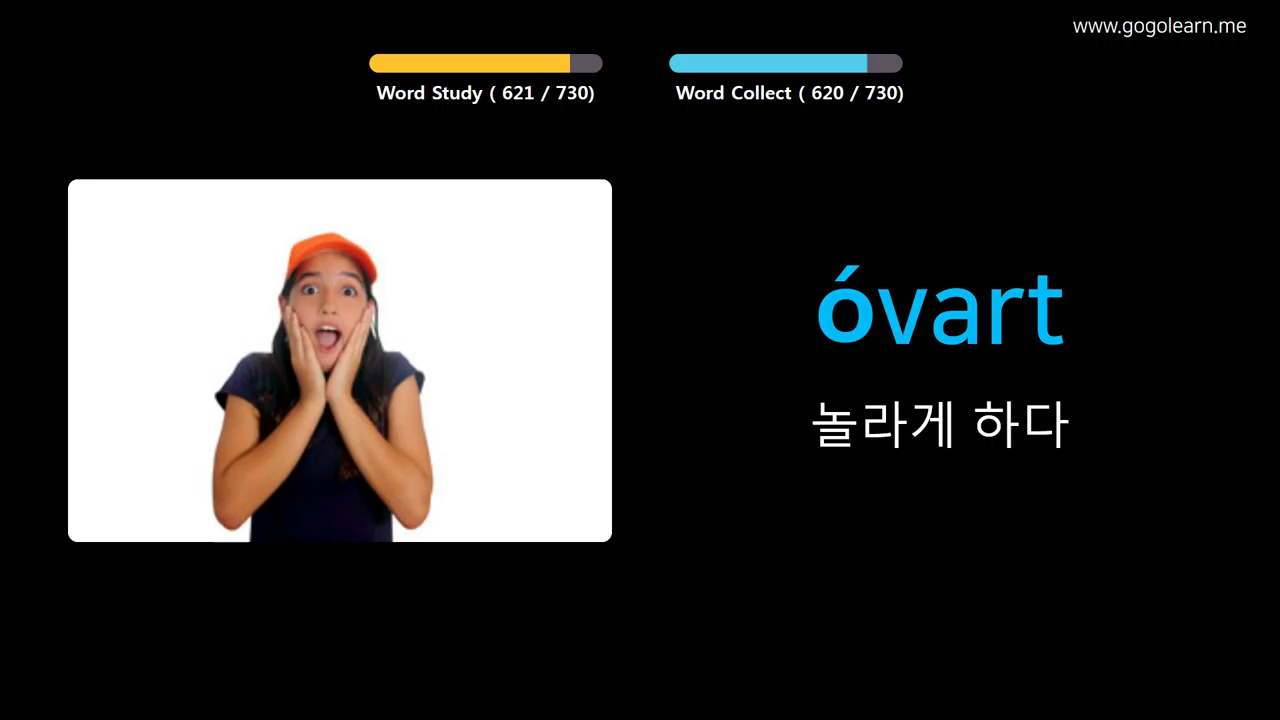 www.gogolearn.me
Word Study ( 621 / 730)
Word Collect ( 620 / 730)
óvart
놀라게 하다